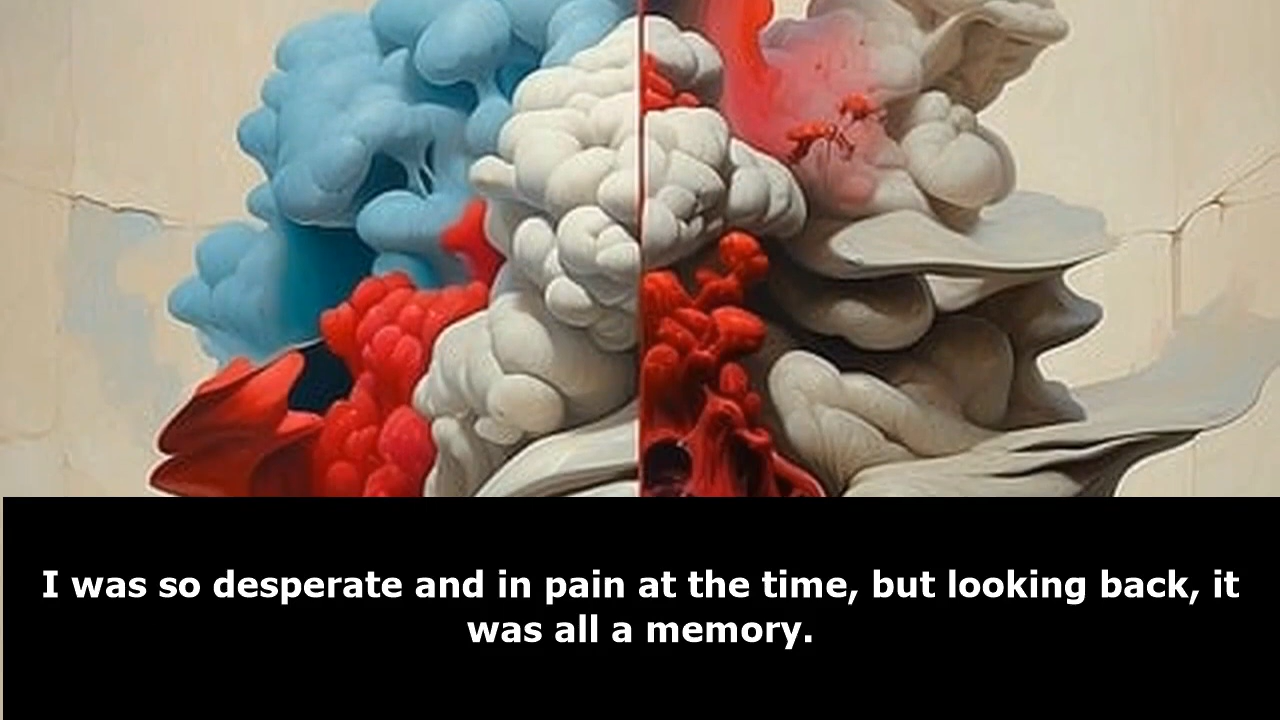 I was so desperate and in pain at the time, but looking back, it
was all a memory.